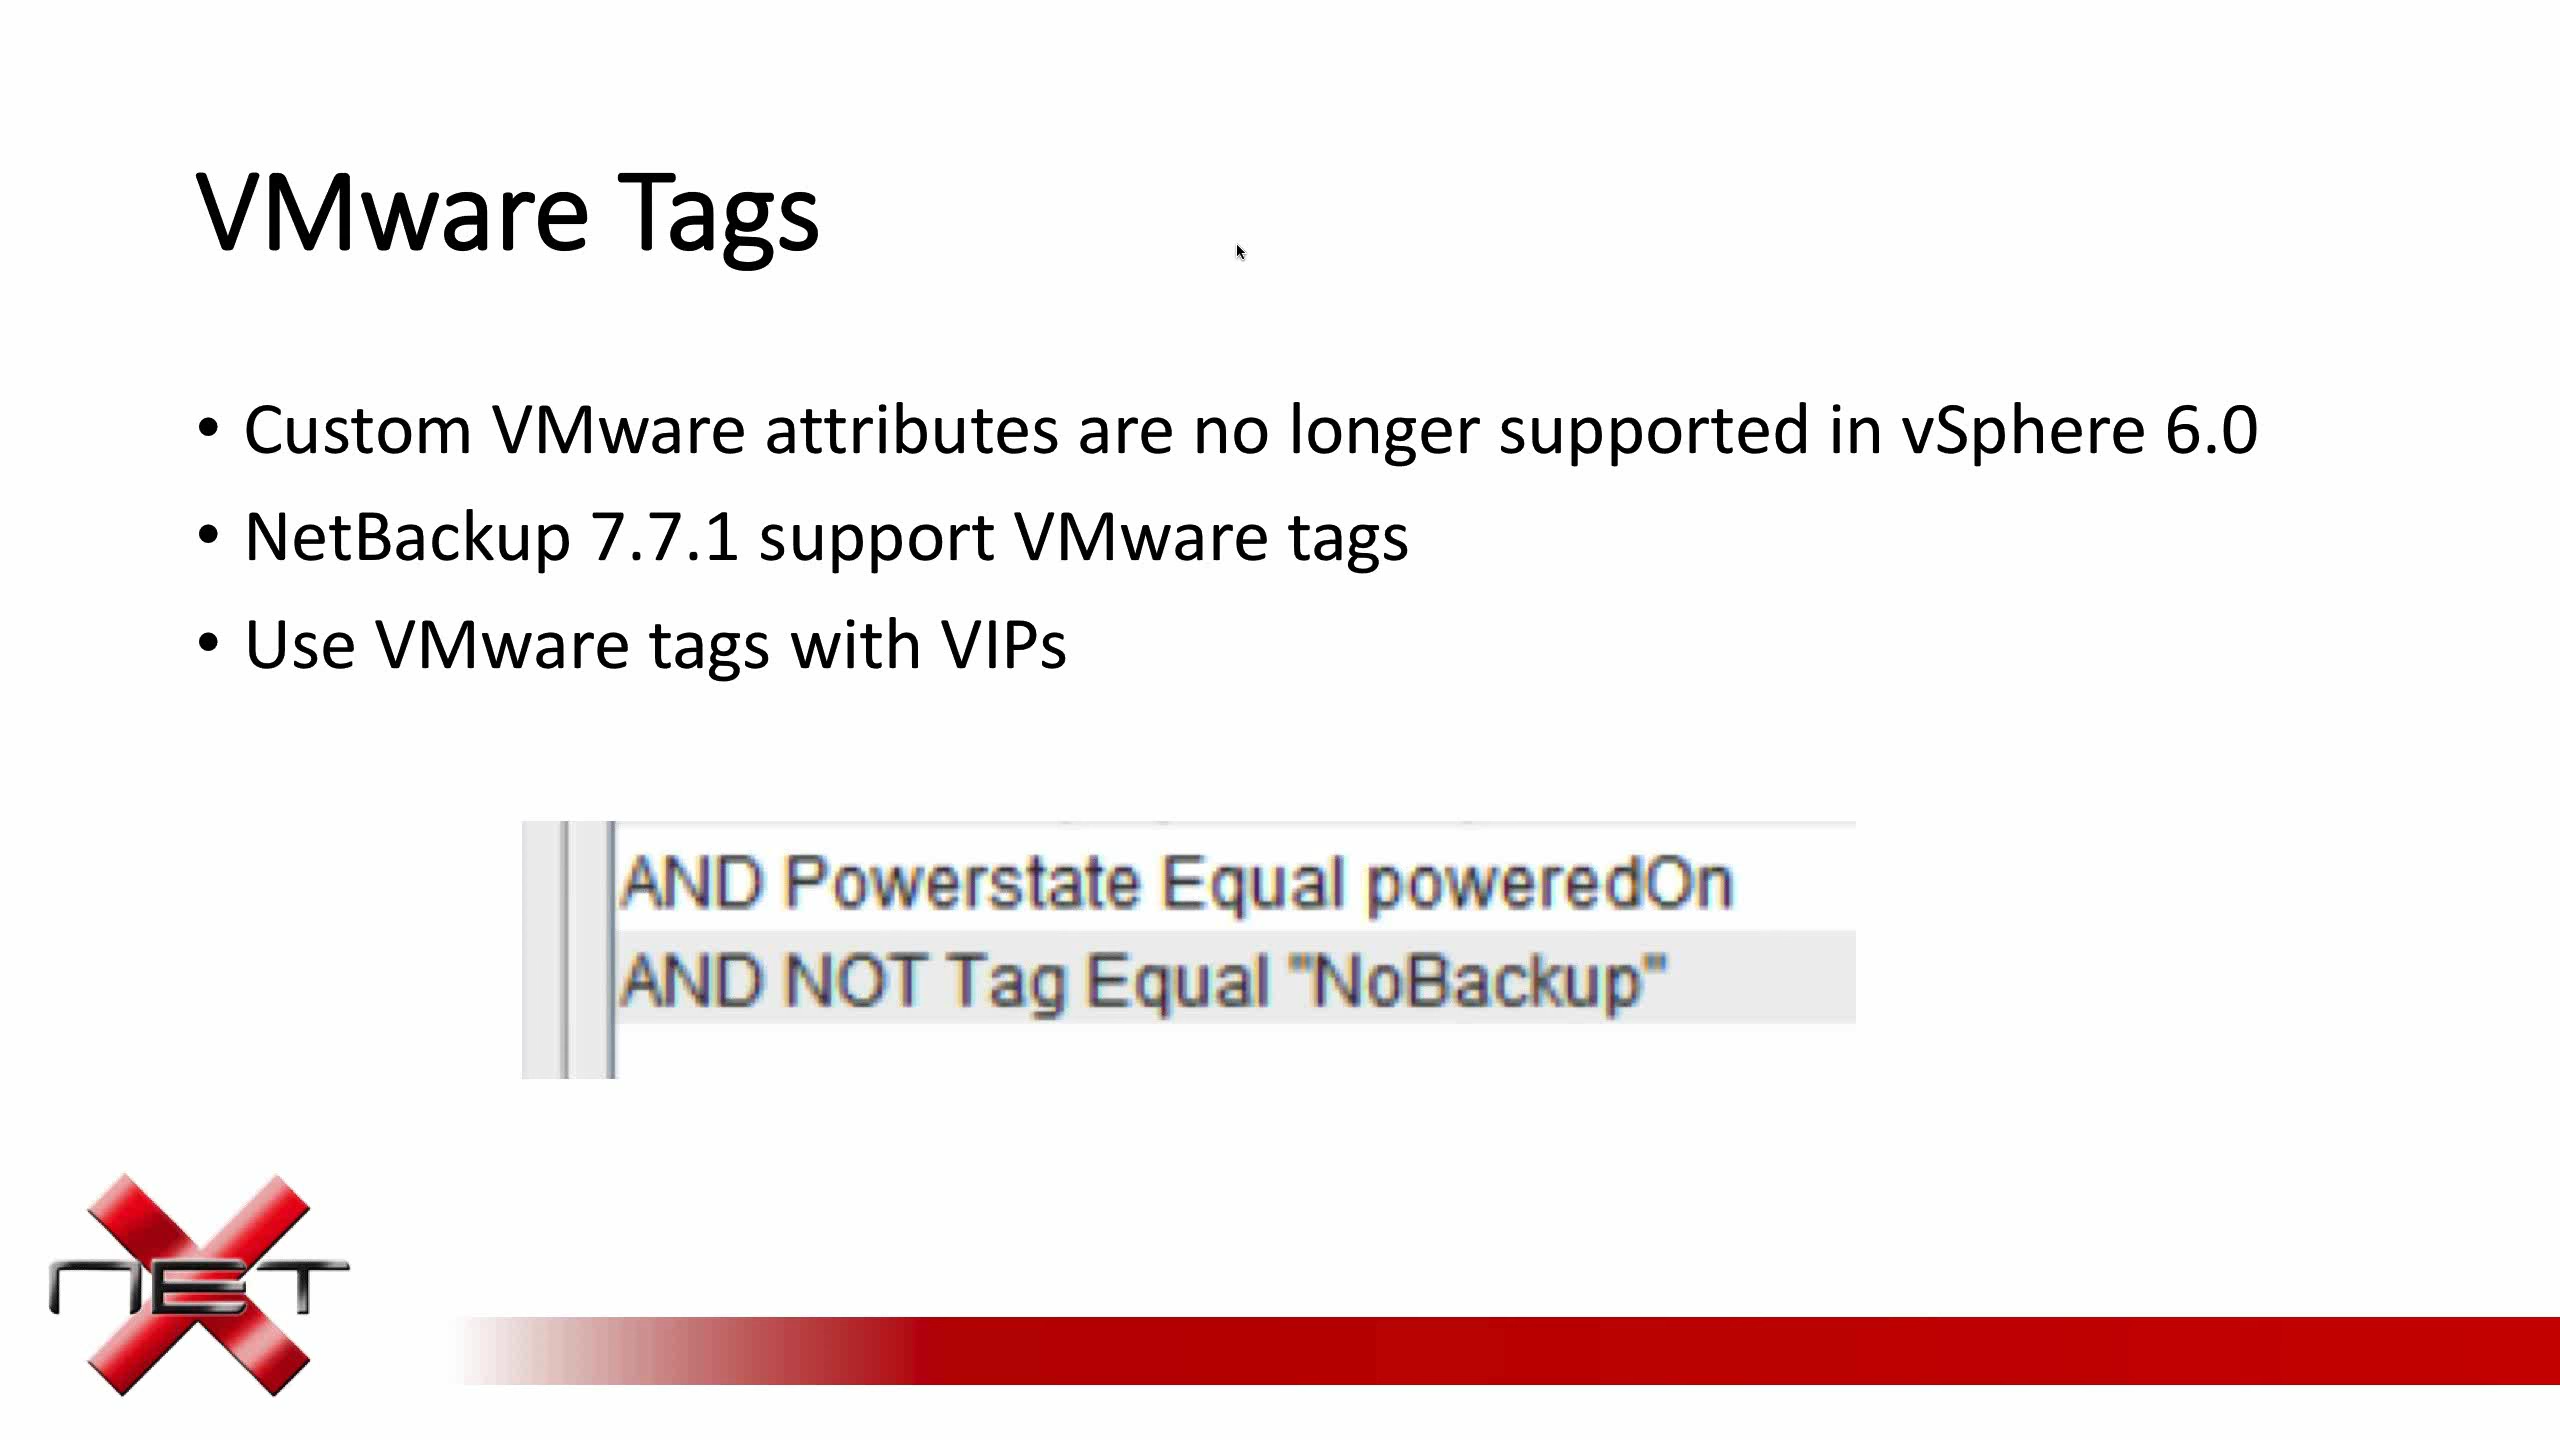 VMware Tags
• Custom VMware attributes are no longer supported in vSphere 6.0
• NetBackup 7.7.1 support VMware tags
• Use VMware tags with VIPs
AND Powerstate Equal poweredOn
AND NOT Tag Equal "NoBackup"
NET X